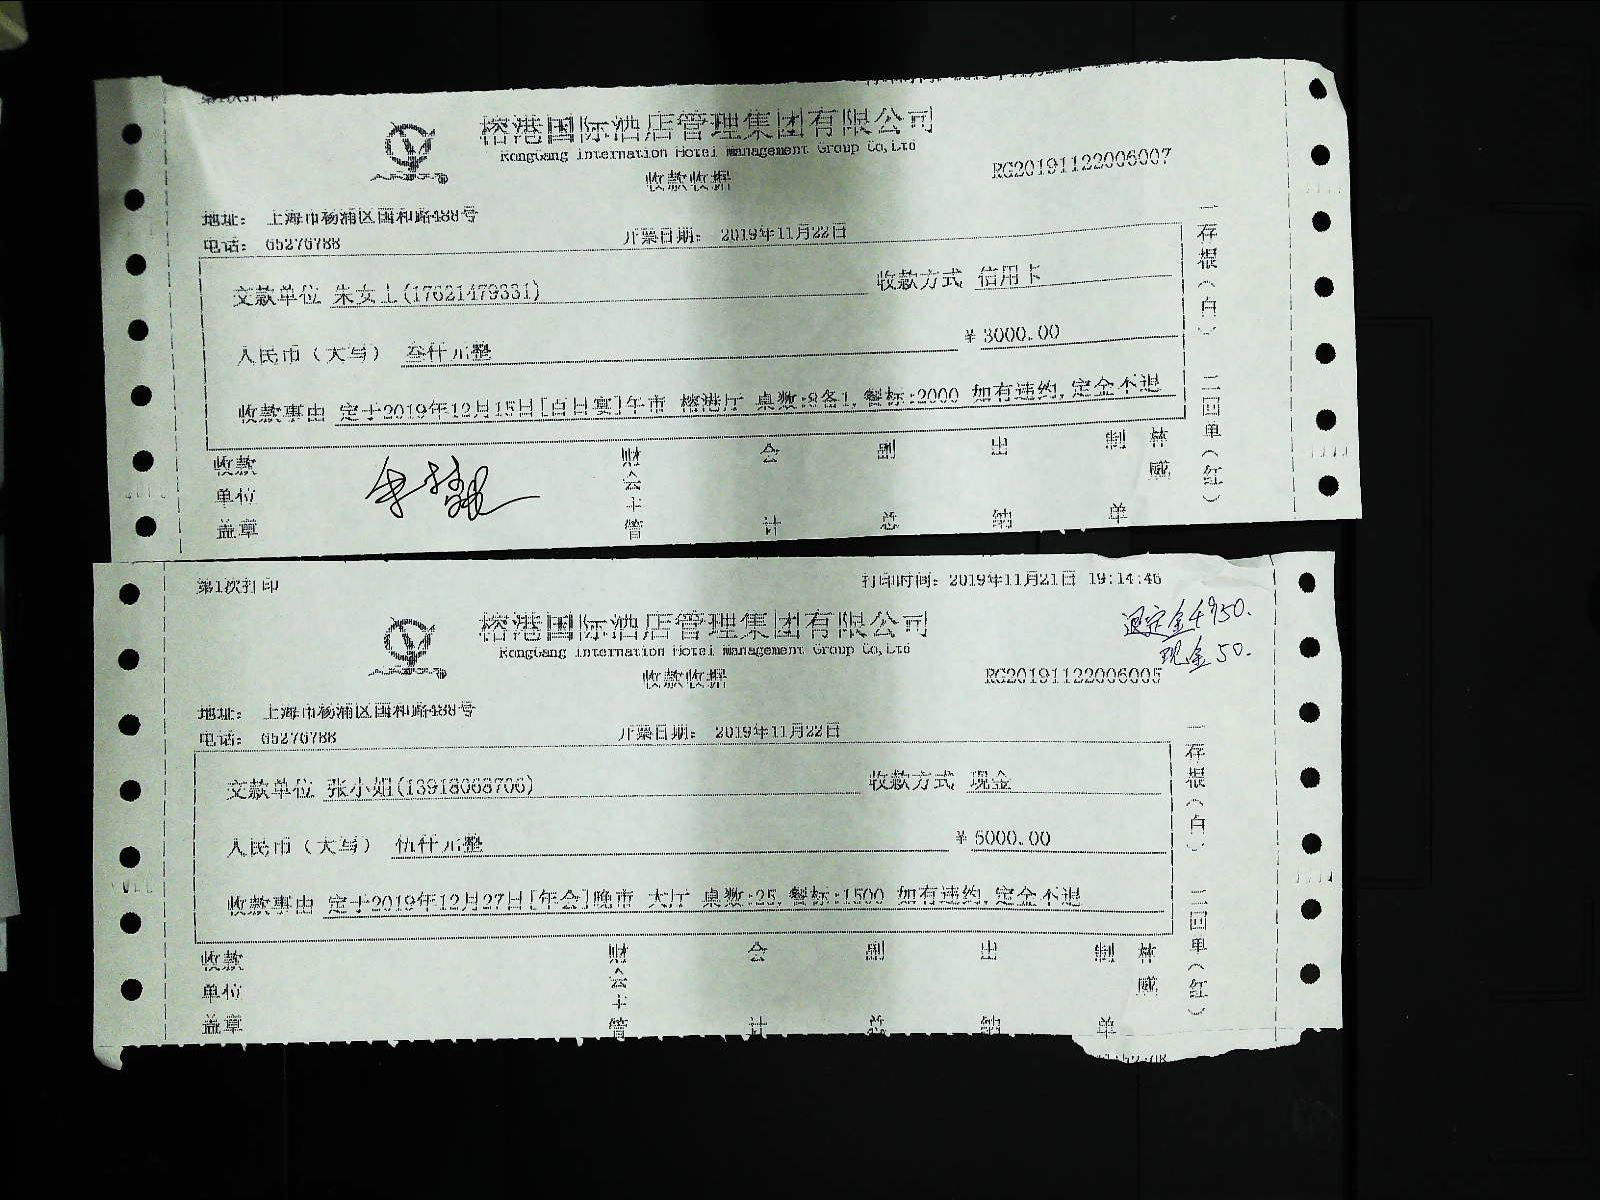 第1次打印
榕港国际酒店管理集团有限公司
RongGang Internation Hotel Management Group Co,Ltd
收款收据
RG20191122006007
地址： 上海市杨浦区国和路488号
电话： 65276788 开票日期： 2019年11月22日
交款单位 朱女士(17621479331) 收款方式 信用卡
人民币（大写） 叁仟元整 ¥ 3000.00
收款事由 定于2019年12月15日[百日宴]午市 榕港厅 桌数:8备1,餐标:2000 如有违约,定金不退
收款单位盖章 财会主管 会计 副总 出纳 制单 林威
一存根（白） 二回单（红）
第1次打印 打印时间： 2019年11月21日 19:14:46
退定金4950.
现金50.
榕港国际酒店管理集团有限公司
RongGang Internation Hotel Management Group Co,Ltd
收款收据
RG20191122006005
地址： 上海市杨浦区国和路488号
电话： 65276788 开票日期： 2019年11月22日
交款单位 张小姐(13918068706) 收款方式 现金
人民币（大写） 伍仟元整 ¥ 5000.00
收款事由 定于2019年12月27日[年会]晚市 大厅 桌数:25,餐标:1500 如有违约,定金不退
收款单位盖章 财会主管 会计 副总 出纳 制单 林威
一存根（白） 二回单（红）